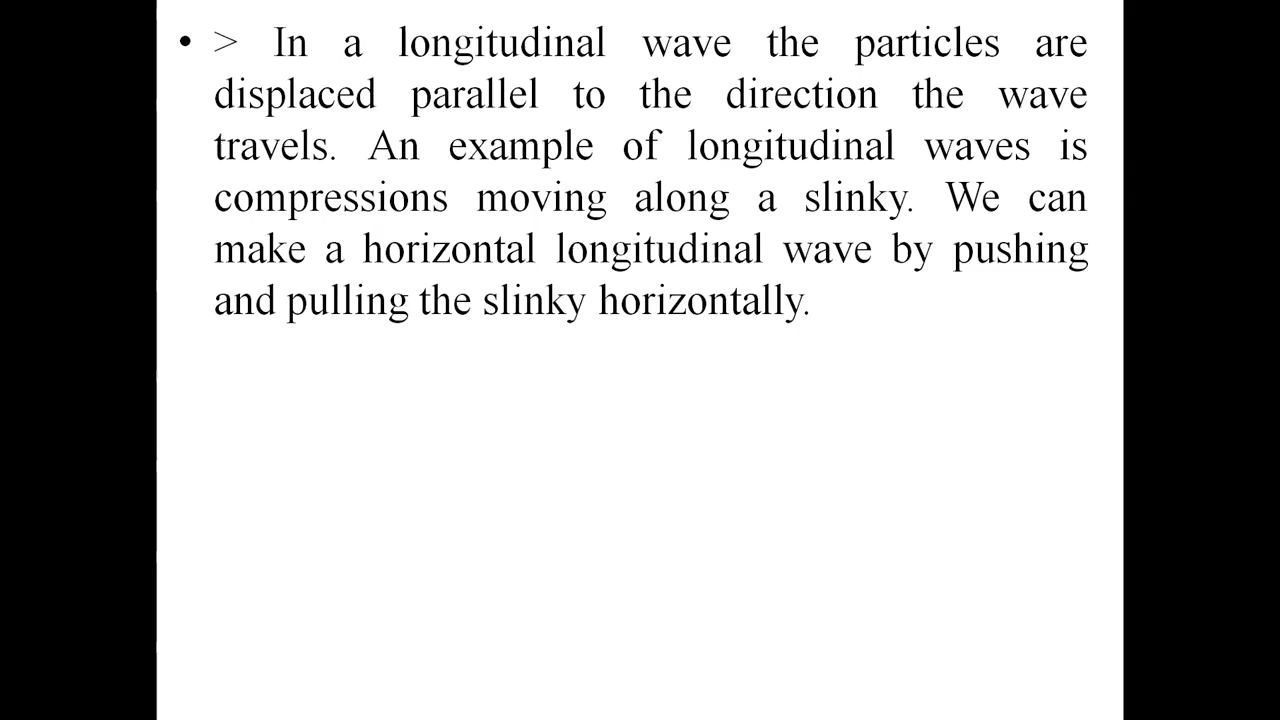 • > In a longitudinal wave the particles are
displaced parallel to the direction the wave
travels. An example of longitudinal waves is
compressions moving along a slinky. We can
make a horizontal longitudinal wave by pushing
and pulling the slinky horizontally.